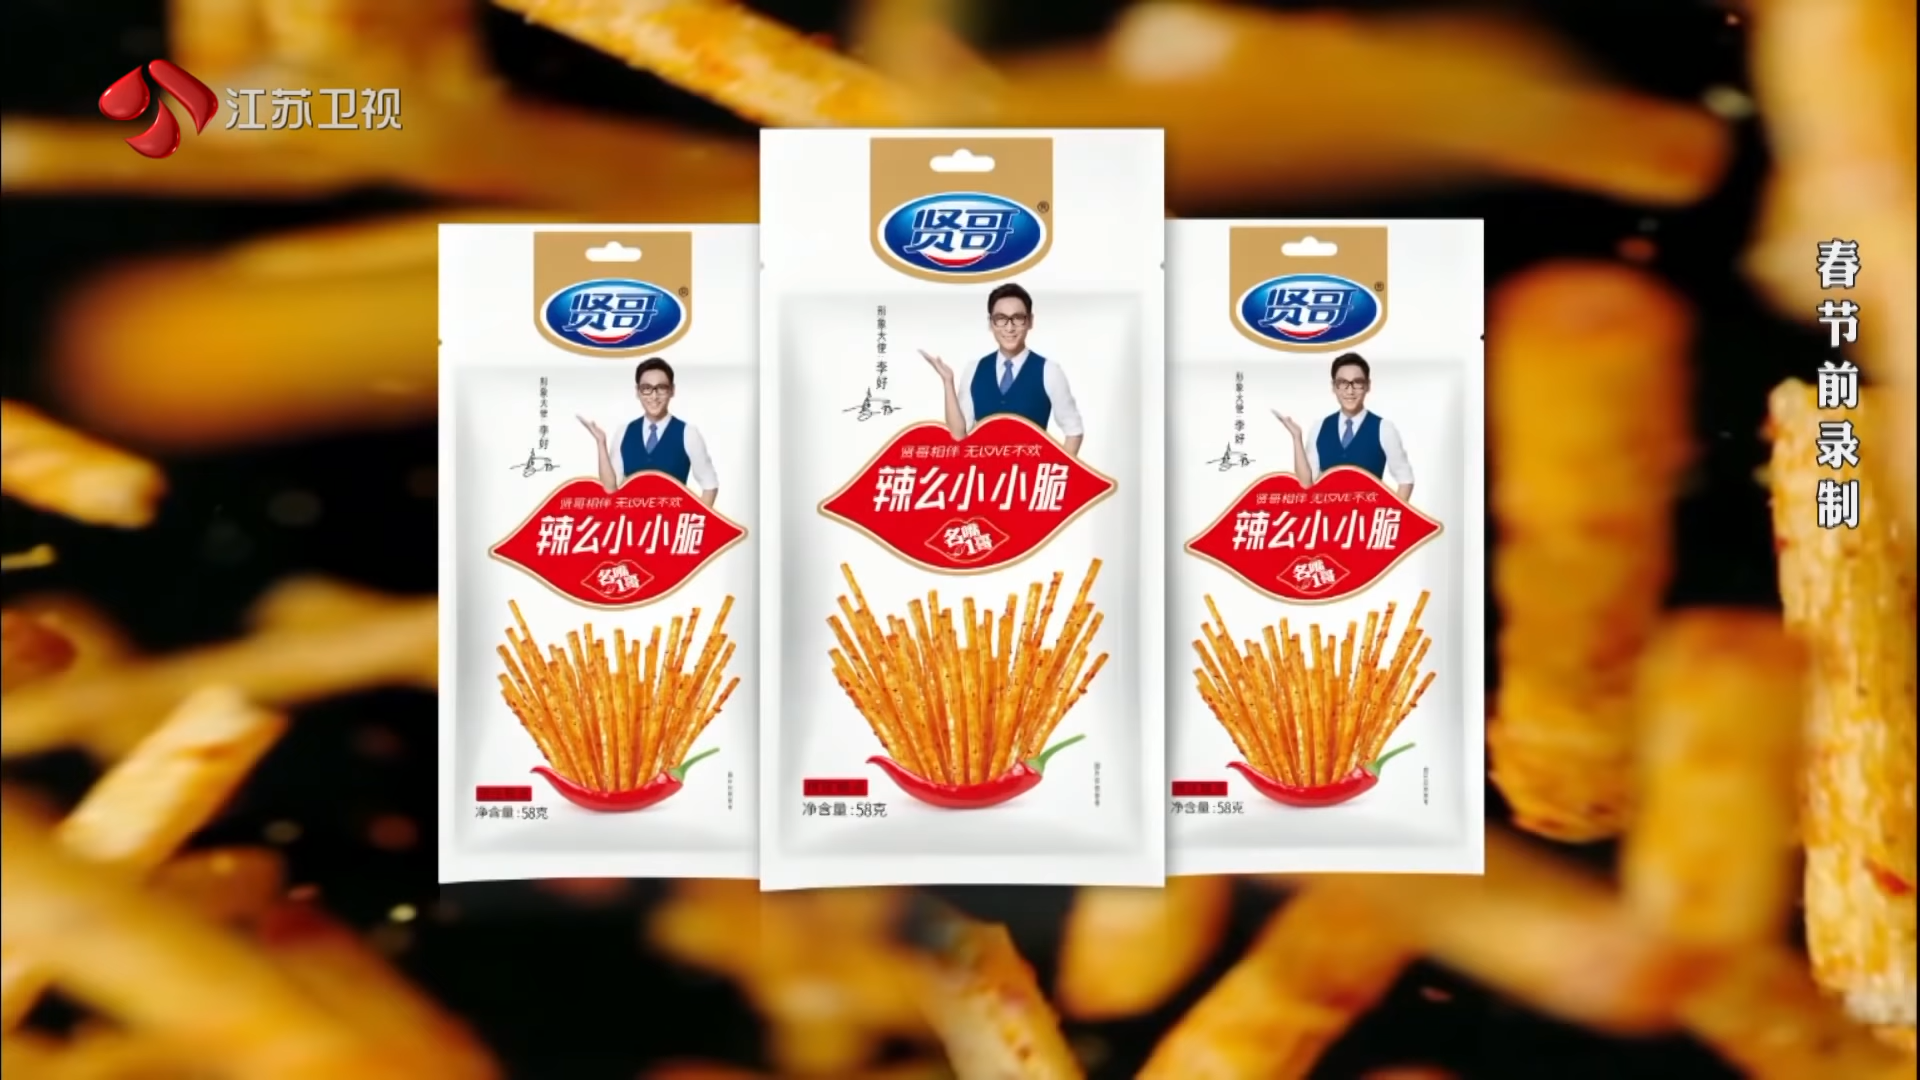 江苏卫视
春节前录制
贤哥
®
形象大使:李好
贤哥相伴 无LOVE不欢
辣么小小脆
名嘴1哥
净含量:58克
贤哥
®
形象大使:李好
贤哥相伴 无LOVE不欢
辣么小小脆
名嘴1哥
净含量:58克
贤哥
®
形象大使:李好
贤哥相伴 无LOVE不欢
辣么小小脆
名嘴1哥
净含量:58克